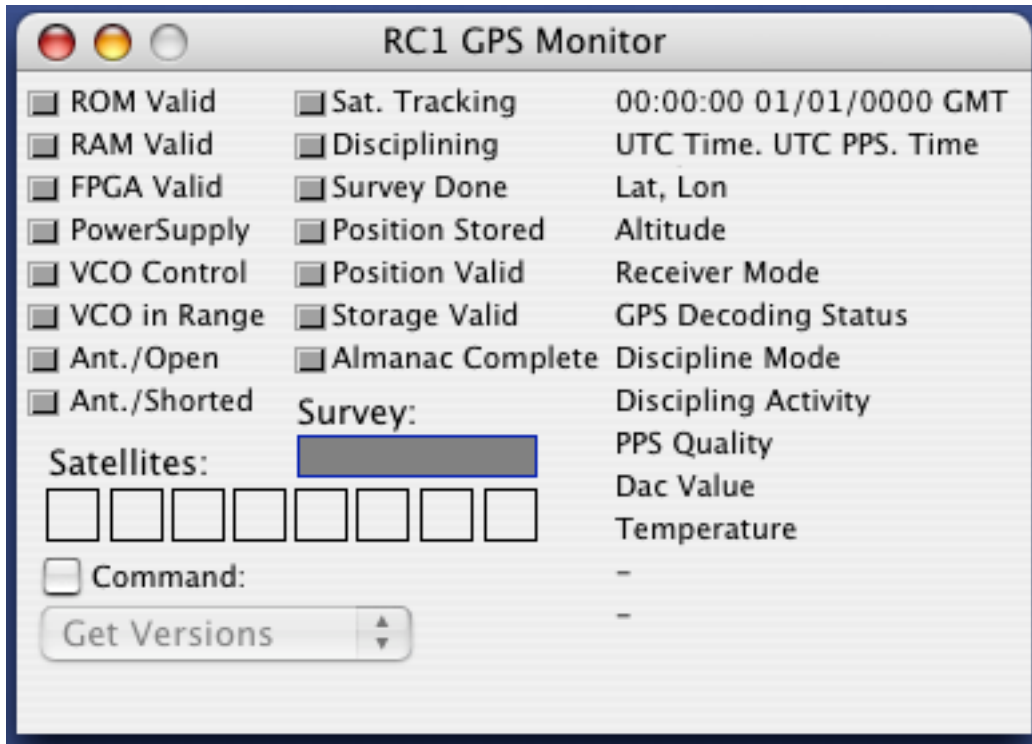 RC1 GPS Monitor
ROM Valid
RAM Valid
FPGA Valid
PowerSupply
VCO Control
VCO in Range
Ant./Open
Ant./Shorted
Sat. Tracking
Disciplining
Survey Done
Position Stored
Position Valid
Storage Valid
Almanac Complete
Survey:
Satellites:
Command:
Get Versions
00:00:00 01/01/0000 GMT
UTC Time. UTC PPS. Time
Lat, Lon
Altitude
Receiver Mode
GPS Decoding Status
Discipline Mode
Discipling Activity
PPS Quality
Dac Value
Temperature
-
-